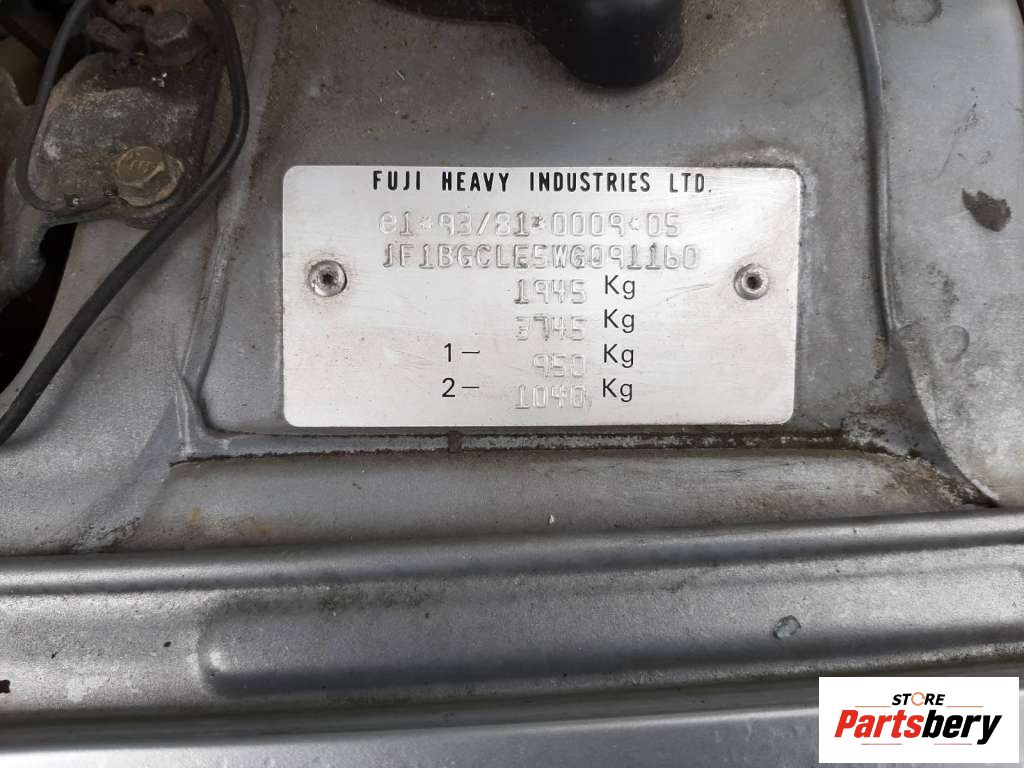 FUJI HEAVY INDUSTRIES LTD.
e1*93/81*0009*05
JF1BGCLE5WG091160
1945 Kg
3745 Kg
1– 950 Kg
2– 1040 Kg
STORE
Partsbery